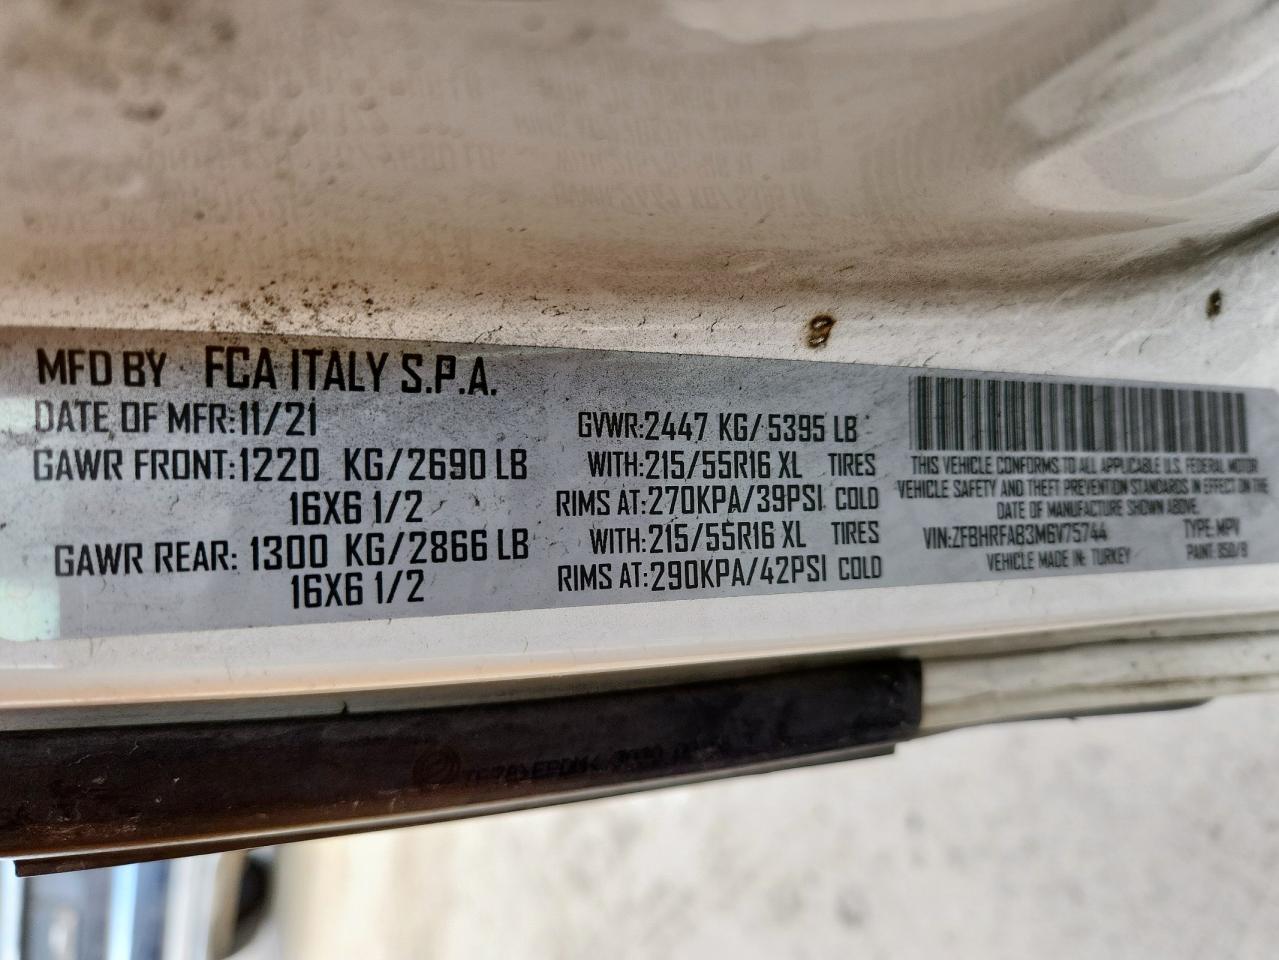 MFD BY FCA ITALY S.P.A.
DATE OF MFR:11/21
GAWR FRONT:1220 KG/2690 LB
16X6 1/2
GAWR REAR: 1300 KG/2866 LB
16X6 1/2
GVWR:2447 KG/5395 LB
WITH:215/55R16 XL TIRES
RIMS AT:270KPA/39PSI COLD
WITH:215/55R16 XL TIRES
RIMS AT:290KPA/42PSI COLD
THIS VEHICLE CONFORMS TO ALL APPLICABLE U.S. FEDERAL MOTOR
VEHICLE SAFETY AND THEFT PREVENTION STANDARDS IN EFFECT ON THE
DATE OF MANUFACTURE SHOWN ABOVE.
VIN:ZFBHRFAB3M6V75744 TYPE:MPV
VEHICLE MADE IN: TURKEY PAINT: 850/9